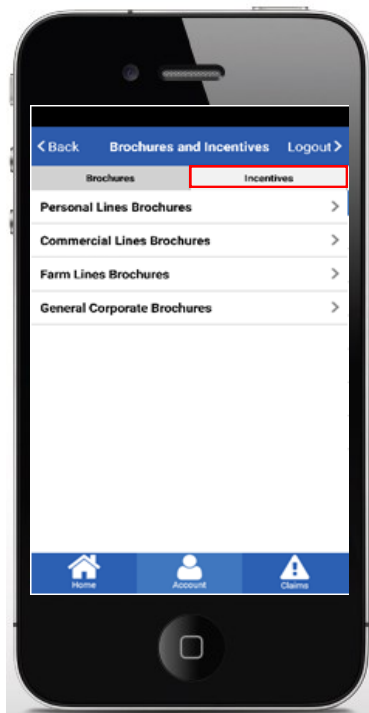 Back Brochures and Incentives Logout
Brochures Incentives
Personal Lines Brochures
Commercial Lines Brochures
Farm Lines Brochures
General Corporate Brochures
Home Account Claims